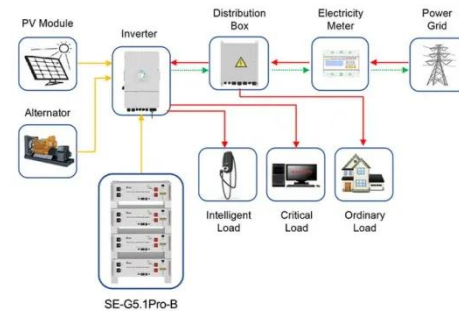 PV Module
Inverter
Distribution
Box
Electricity
Meter
Power
Grid
Alternator
Intelligent
Load
Critical
Load
Ordinary
Load
SE-G5.1Pro-B